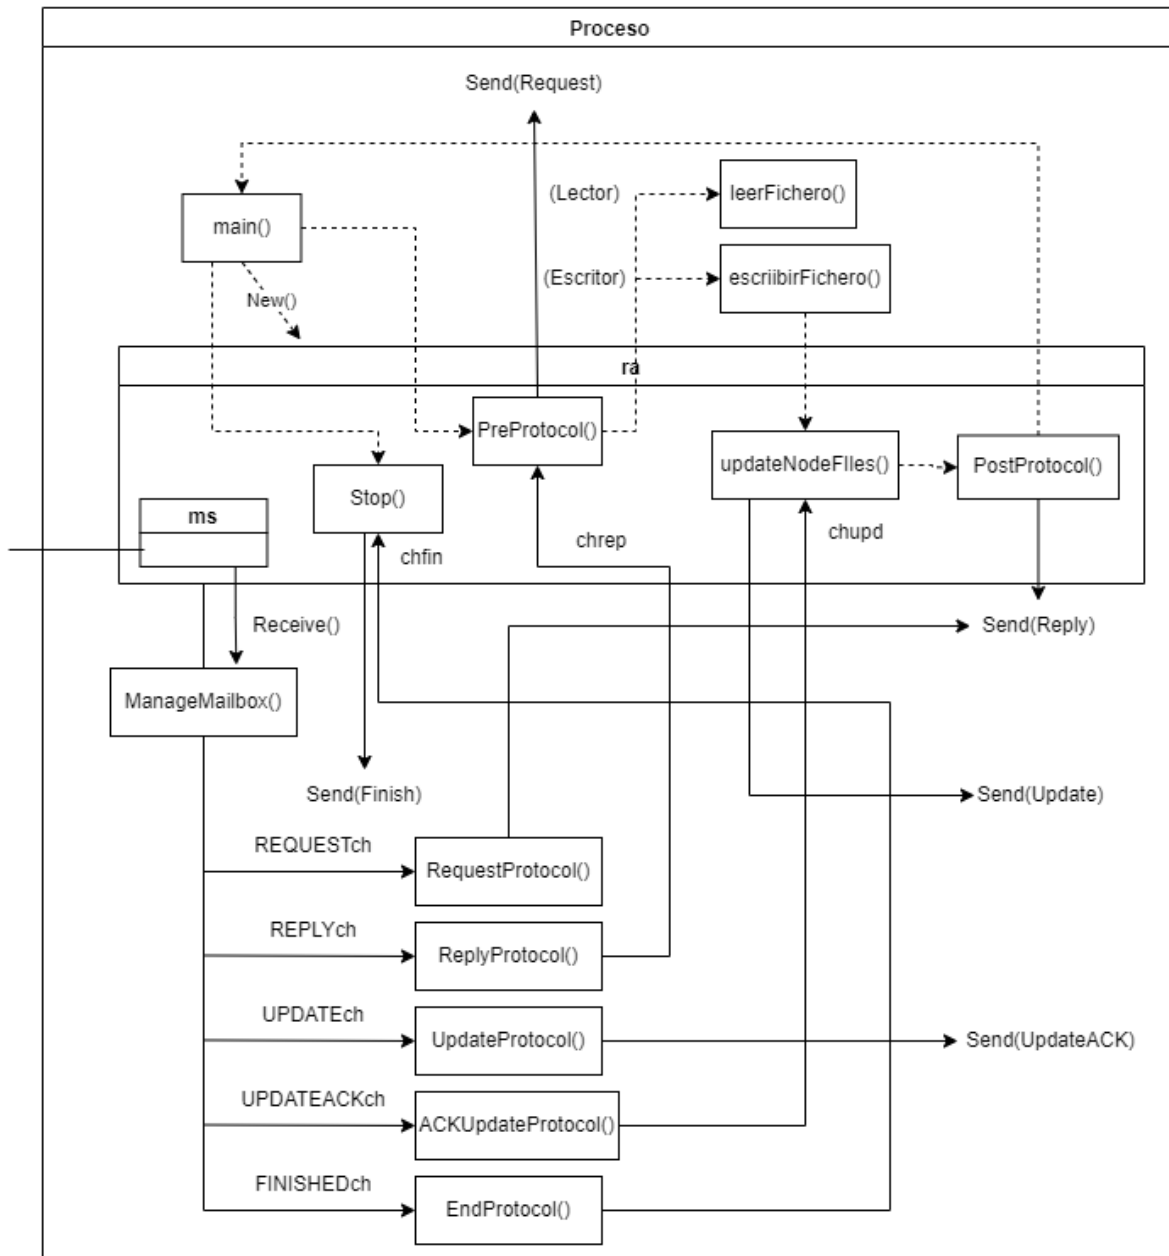 Proceso
Send(Request)
(Lector)
leerFichero()
main()
(Escritor)
escriibirFichero()
New()
ra
PreProtocol()
updateNodeFIles()
PostProtocol()
Stop()
ms
chfin
chrep
chupd
Receive()
Send(Reply)
ManageMailbox()
Send(Finish)
Send(Update)
REQUESTch
RequestProtocol()
REPLYch
ReplyProtocol()
UPDATEch
UpdateProtocol()
Send(UpdateACK)
UPDATEACKch
ACKUpdateProtocol()
FINISHEDch
EndProtocol()